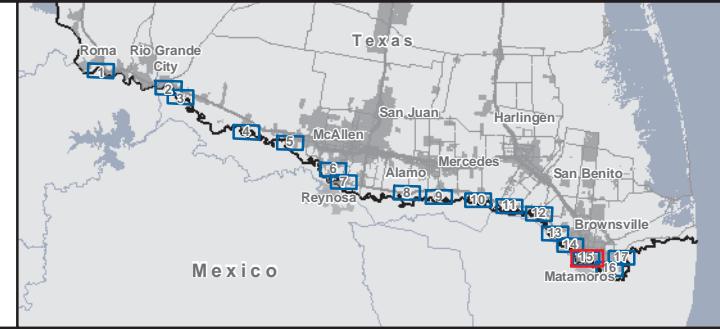 Texas
Roma
Rio Grande
City
1
2
3
4
5
McAllen
San Juan
Harlingen
6
7
Reynosa
Alamo
Mercedes
San Benito
8
9
10
11
12
13
14
15
16
17
Brownsville
Matamoros
Mexico